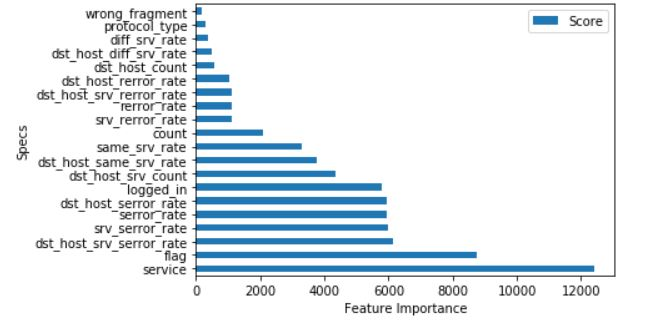 wrong_fragment
protocol_type
diff_srv_rate
dst_host_diff_srv_rate
dst_host_count
dst_host_rerror_rate
dst_host_srv_rerror_rate
rerror_rate
srv_rerror_rate
count
same_srv_rate
dst_host_same_srv_rate
dst_host_srv_count
logged_in
dst_host_serror_rate
serror_rate
srv_serror_rate
dst_host_srv_serror_rate
flag
service
Specs
Score
0 2000 4000 6000 8000 10000 12000
Feature Importance